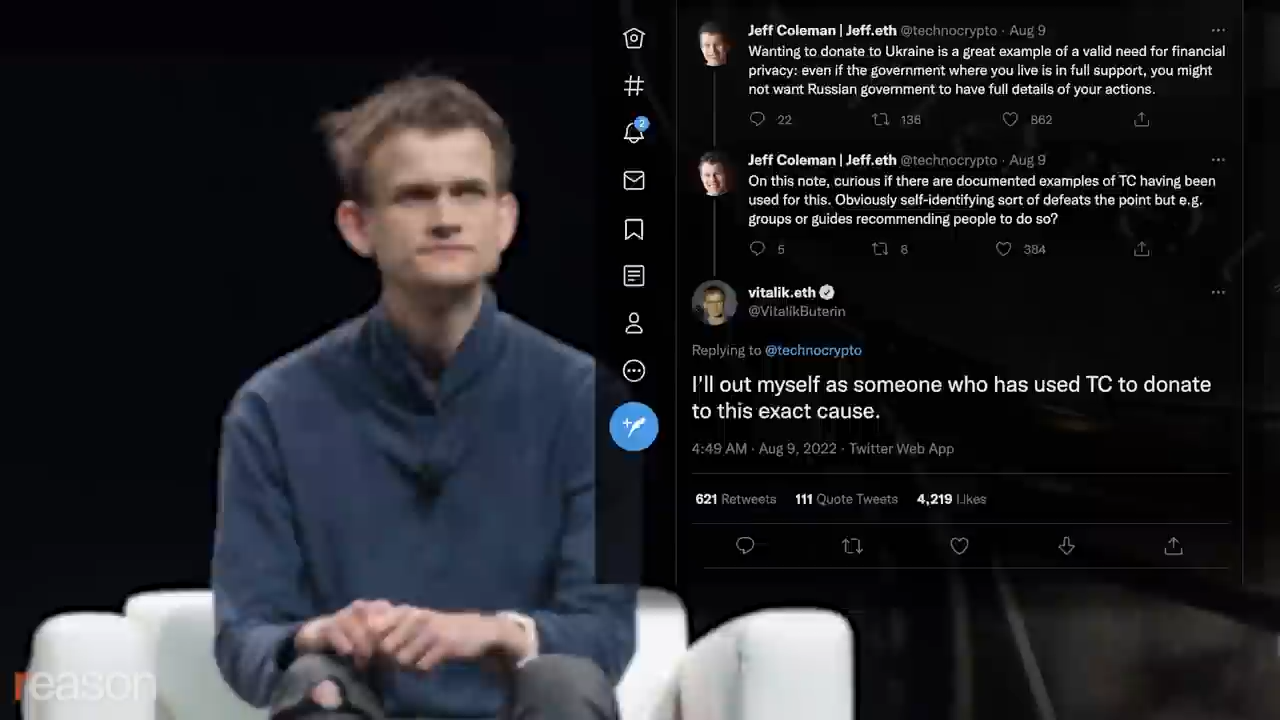 Jeff Coleman | Jeff.eth @technocrypto · Aug 9
Wanting to donate to Ukraine is a great example of a valid need for financial
privacy: even if the government where you live is in full support, you might
not want Russian government to have full details of your actions.
22 136 862
Jeff Coleman | Jeff.eth @technocrypto · Aug 9
On this note, curious if there are documented examples of TC having been
used for this. Obviously self-identifying sort of defeats the point but e.g.
groups or guides recommending people to do so?
5 6 384
2
vitalik.eth
@VitalikButerin
Replying to @technocrypto
I'll out myself as someone who has used TC to donate
to this exact cause.
4:49 AM · Aug 9, 2022 · Twitter Web App
621 Retweets 111 Quote Tweets 4,219 Likes
reason